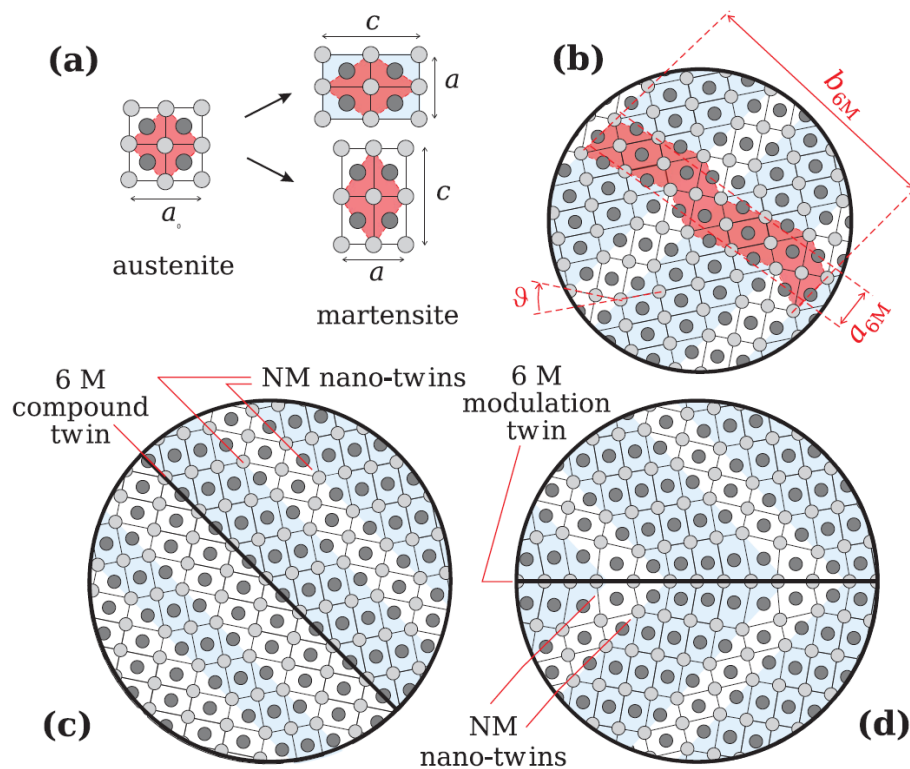 (a)
c
a
a₀
austenite
c
a
martensite
(b)
b6M
ϑ
a6M
6 M
compound
twin
NM nano-twins
(c)
6 M
modulation
twin
NM
nano-twins
(d)